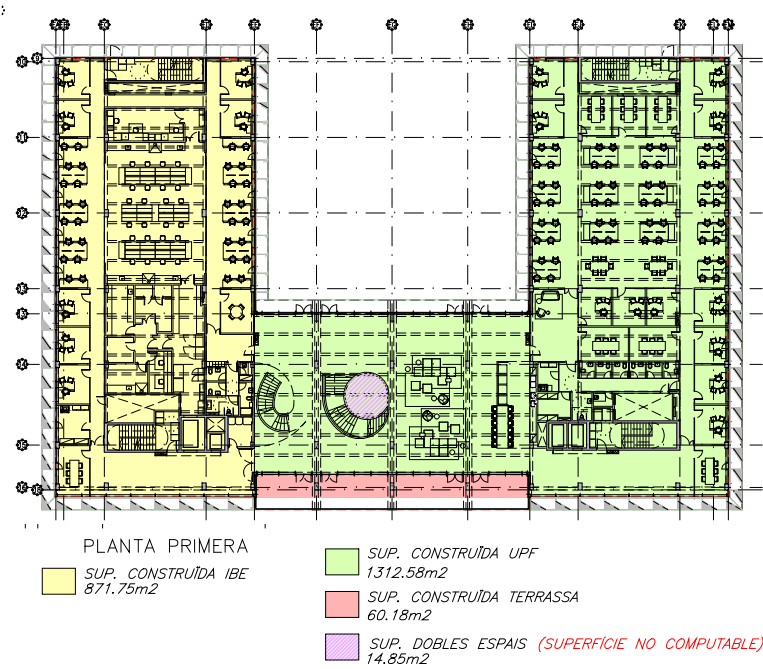 PLANTA PRIMERA
SUP. CONSTRUÏDA IBE
871.75m2
SUP. CONSTRUÏDA UPF
1312.58m2
SUP. CONSTRUÏDA TERRASSA
60.18m2
SUP. DOBLES ESPAIS (SUPERFÍCIE NO COMPUTABLE)
14.85m2